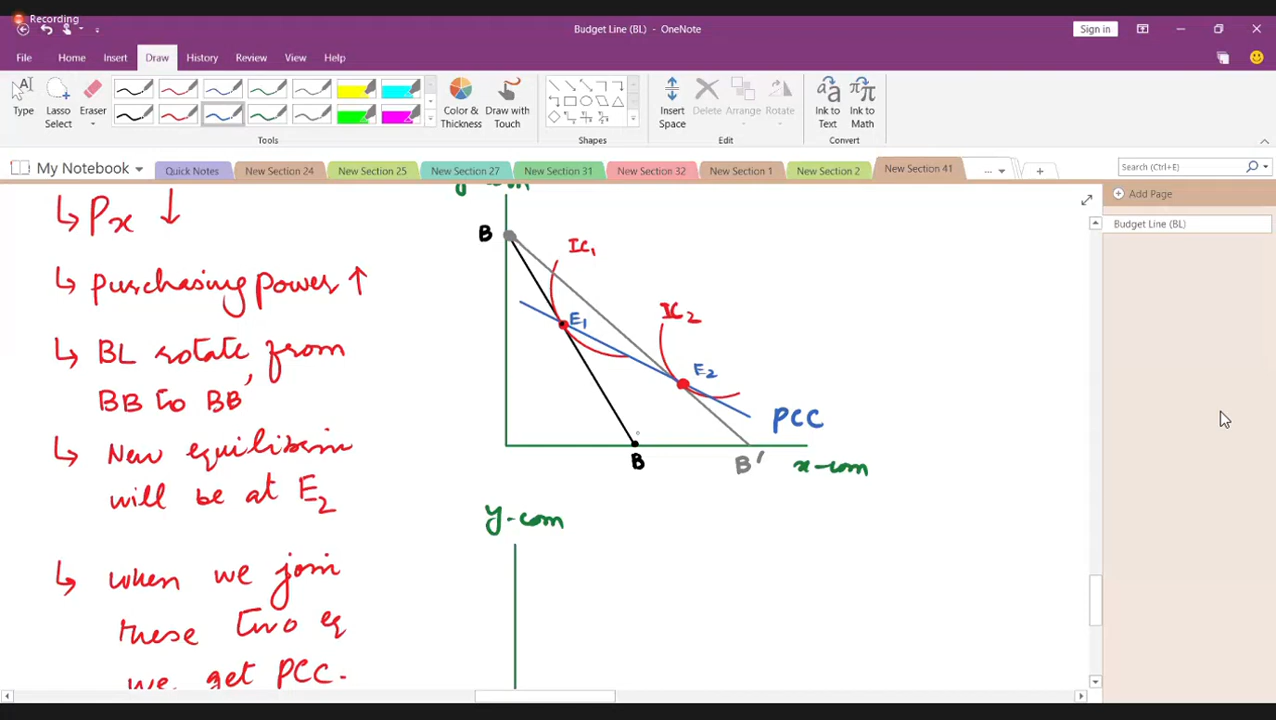 Recording
Budget Line (BL) - OneNote
Sign in
File
Home
Insert
Draw
History
Review
View
Help
Type
Lasso Select
Eraser
Color & Thickness
Draw with Touch
Insert Space
Delete
Arrange
Rotate
Ink to Text
Ink to Math
Tools
Shapes
Edit
Convert
My Notebook
Quick Notes
New Section 24
New Section 25
New Section 27
New Section 31
New Section 32
New Section 1
New Section 2
New Section 41
...
Search (Ctrl+E)
Add Page
Budget Line (BL)
↳ Px ↓
↳ Purchasing power ↑
↳ BL rotate from
BB to BB'
↳ New equilibrium
will be at E2
↳ when we join
these two eq
we get PCC.
B
IC1
E1
IC2
E2
PCC
B
B'
x-com
y-com